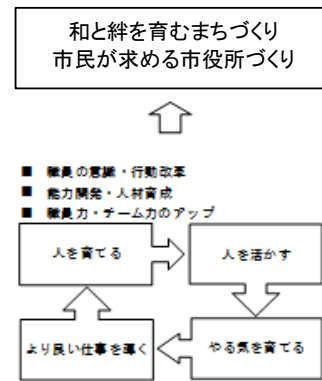 和と絆を育むまちづくり
市民が求める市役所づくり
■ 職員の意識・行動改革
■ 能力開発・人材育成
■ 職員力・チーム力のアップ
人を育てる
人を活かす
より良い仕事を導く
やる気を育てる